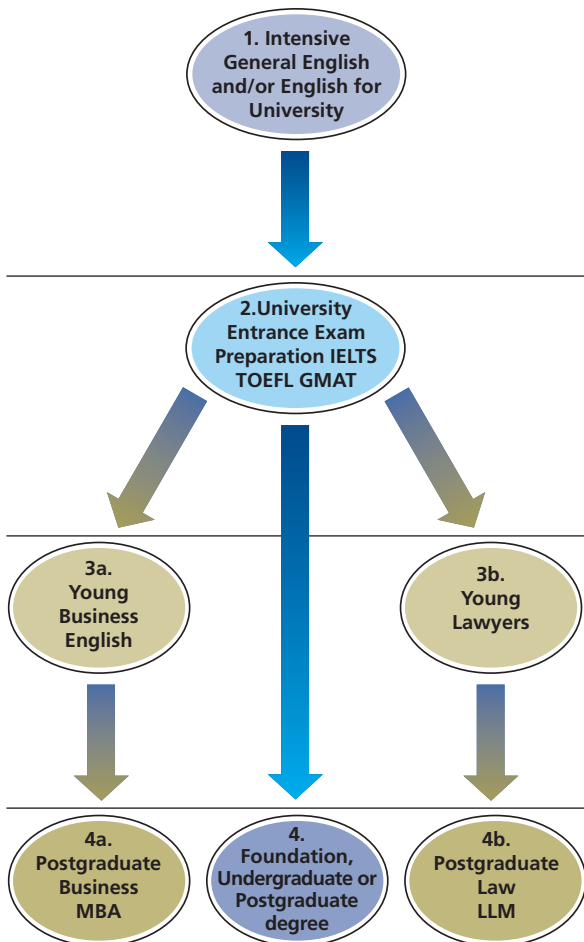 1. Intensive
General English
and/or English for
University
2.University
Entrance Exam
Preparation IELTS
TOEFL GMAT
3a.
Young
Business
English
3b.
Young
Lawyers
4a.
Postgraduate
Business
MBA
4.
Foundation,
Undergraduate or
Postgraduate
degree
4b.
Postgraduate
Law
LLM